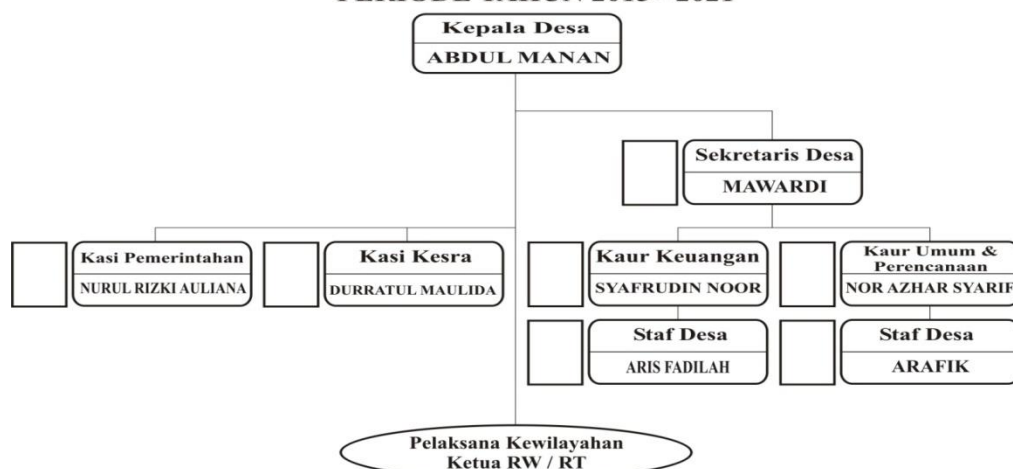 Kepala Desa
ABDUL MANAN
Sekretaris Desa
MAWARDI
Kasi Pemerintahan
NURUL RIZKI AULIANA
Kasi Kesra
DURRATUL MAULIDA
Kaur Keuangan
SYAFRUDIN NOOR
Kaur Umum &
Perencanaan
NOR AZHAR SYARIF
Staf Desa
ARIS FADILAH
Staf Desa
ARAFIK
Pelaksana Kewilayahan
Ketua RW / RT